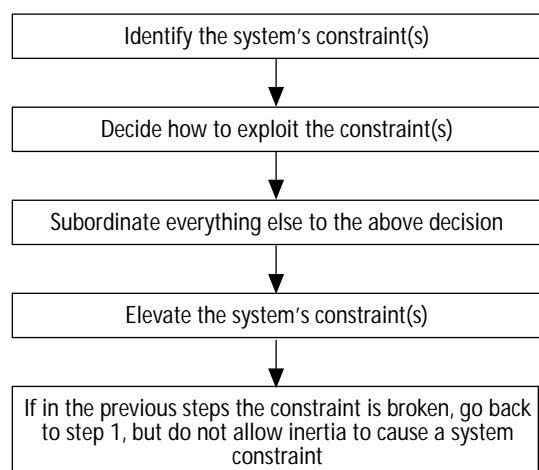 Identify the system's constraint(s)
Decide how to exploit the constraint(s)
Subordinate everything else to the above decision
Elevate the system's constraint(s)
If in the previous steps the constraint is broken, go back
to step 1, but do not allow inertia to cause a system
constraint